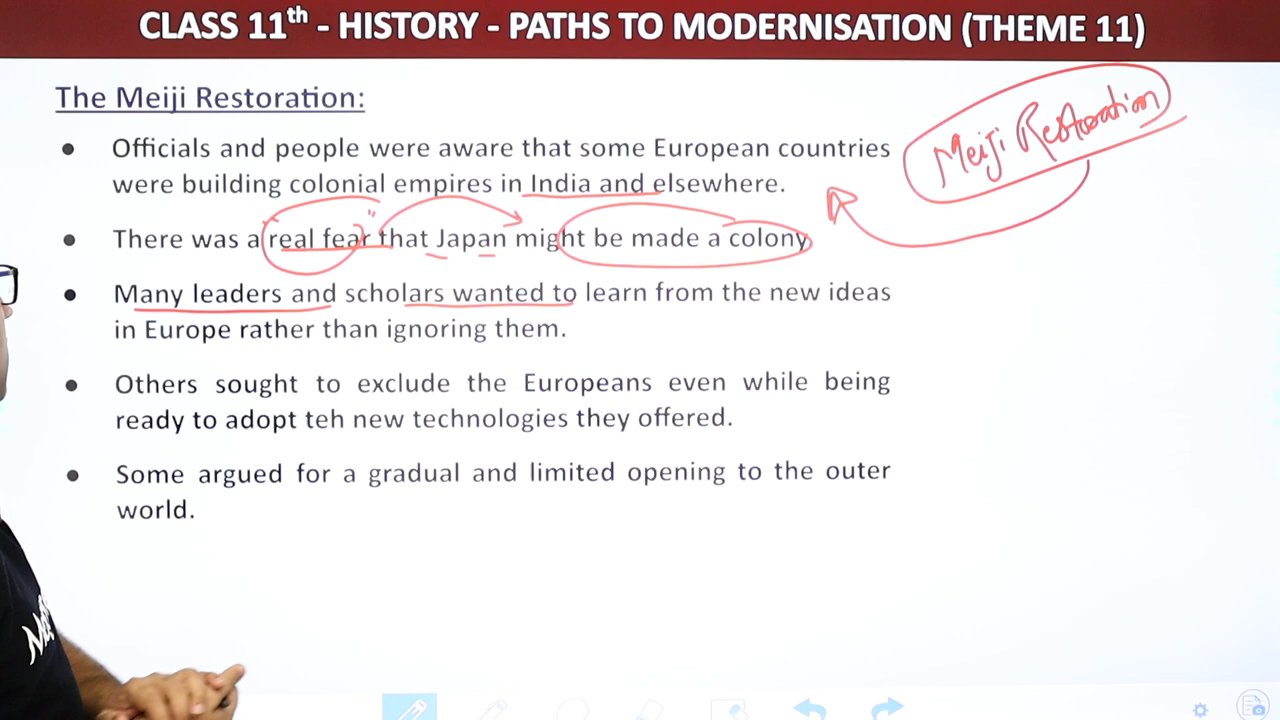 CLASS 11th - HISTORY - PATHS TO MODERNISATION (THEME 11)
The Meiji Restoration:
Meiji Restoration
• Officials and people were aware that some European countries
were building colonial empires in India and elsewhere.
• There was a "real fear" that Japan might be made a colony
• Many leaders and scholars wanted to learn from the new ideas
in Europe rather than ignoring them.
• Others sought to exclude the Europeans even while being
ready to adopt teh new technologies they offered.
• Some argued for a gradual and limited opening to the outer
world.